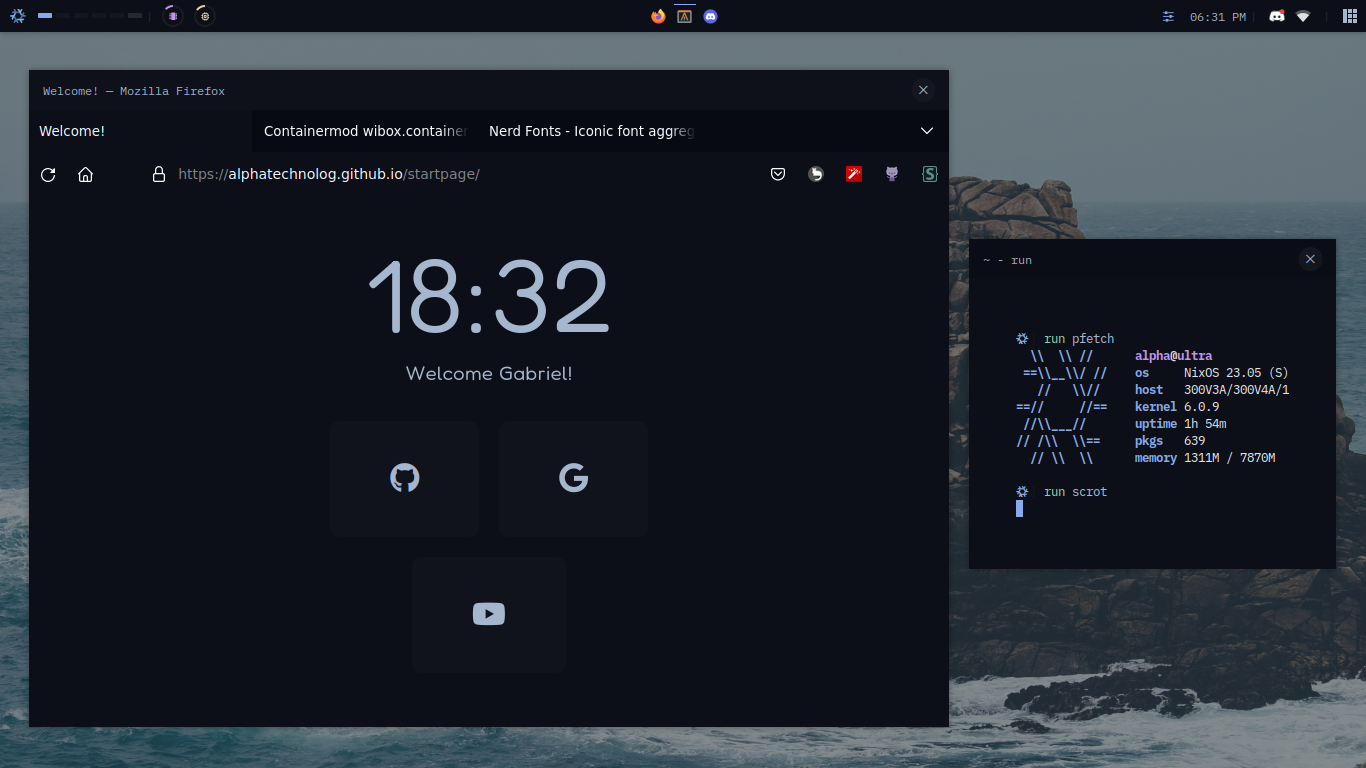 06:31 PM
Welcome! — Mozilla Firefox
Welcome!
Containermod wibox.container
Nerd Fonts - Iconic font aggreg
https://alphatechnolog.github.io/startpage/
18:32
Welcome Gabriel!
~ - run
run pfetch
alpha@ultra
os NixOS 23.05 (S)
host 300V3A/300V4A/1
kernel 6.0.9
uptime 1h 54m
pkgs 639
memory 1311M / 7870M
run scrot